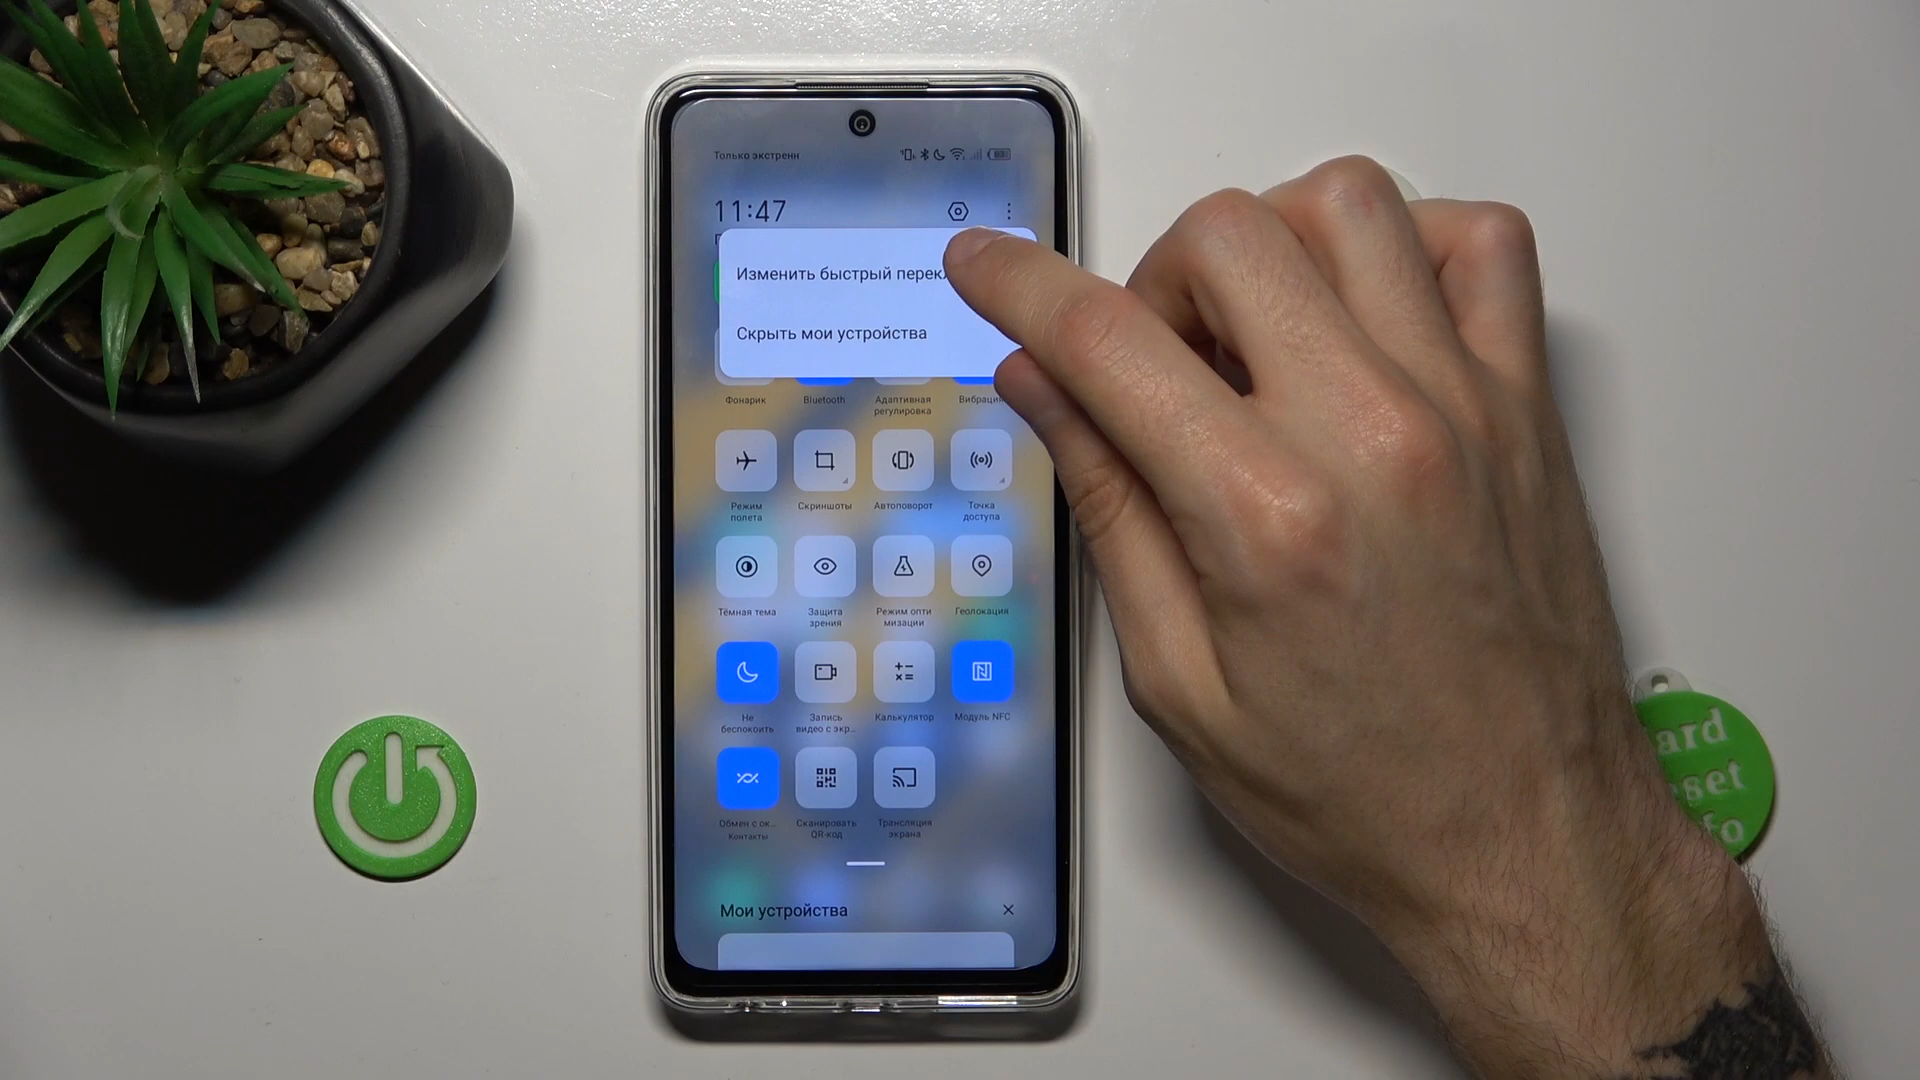 Только экстренн
11:47
Изменить быстрый
Скрыть мои устройства
Фонарик
Bluetooth
Адаптивная
регулировка
Вибрация
Режим
полета
Скриншоты
Автоповорот
Точка
доступа
Тёмная тема
Защита
зрения
Режим опти
мизации
Геолокация
Не
беспокоить
Запись
видео с экр...
Калькулятор
Модуль NFC
Обмен с ок...
Контакты
Сканировать
QR-код
Трансляция
экрана
Мои устройства